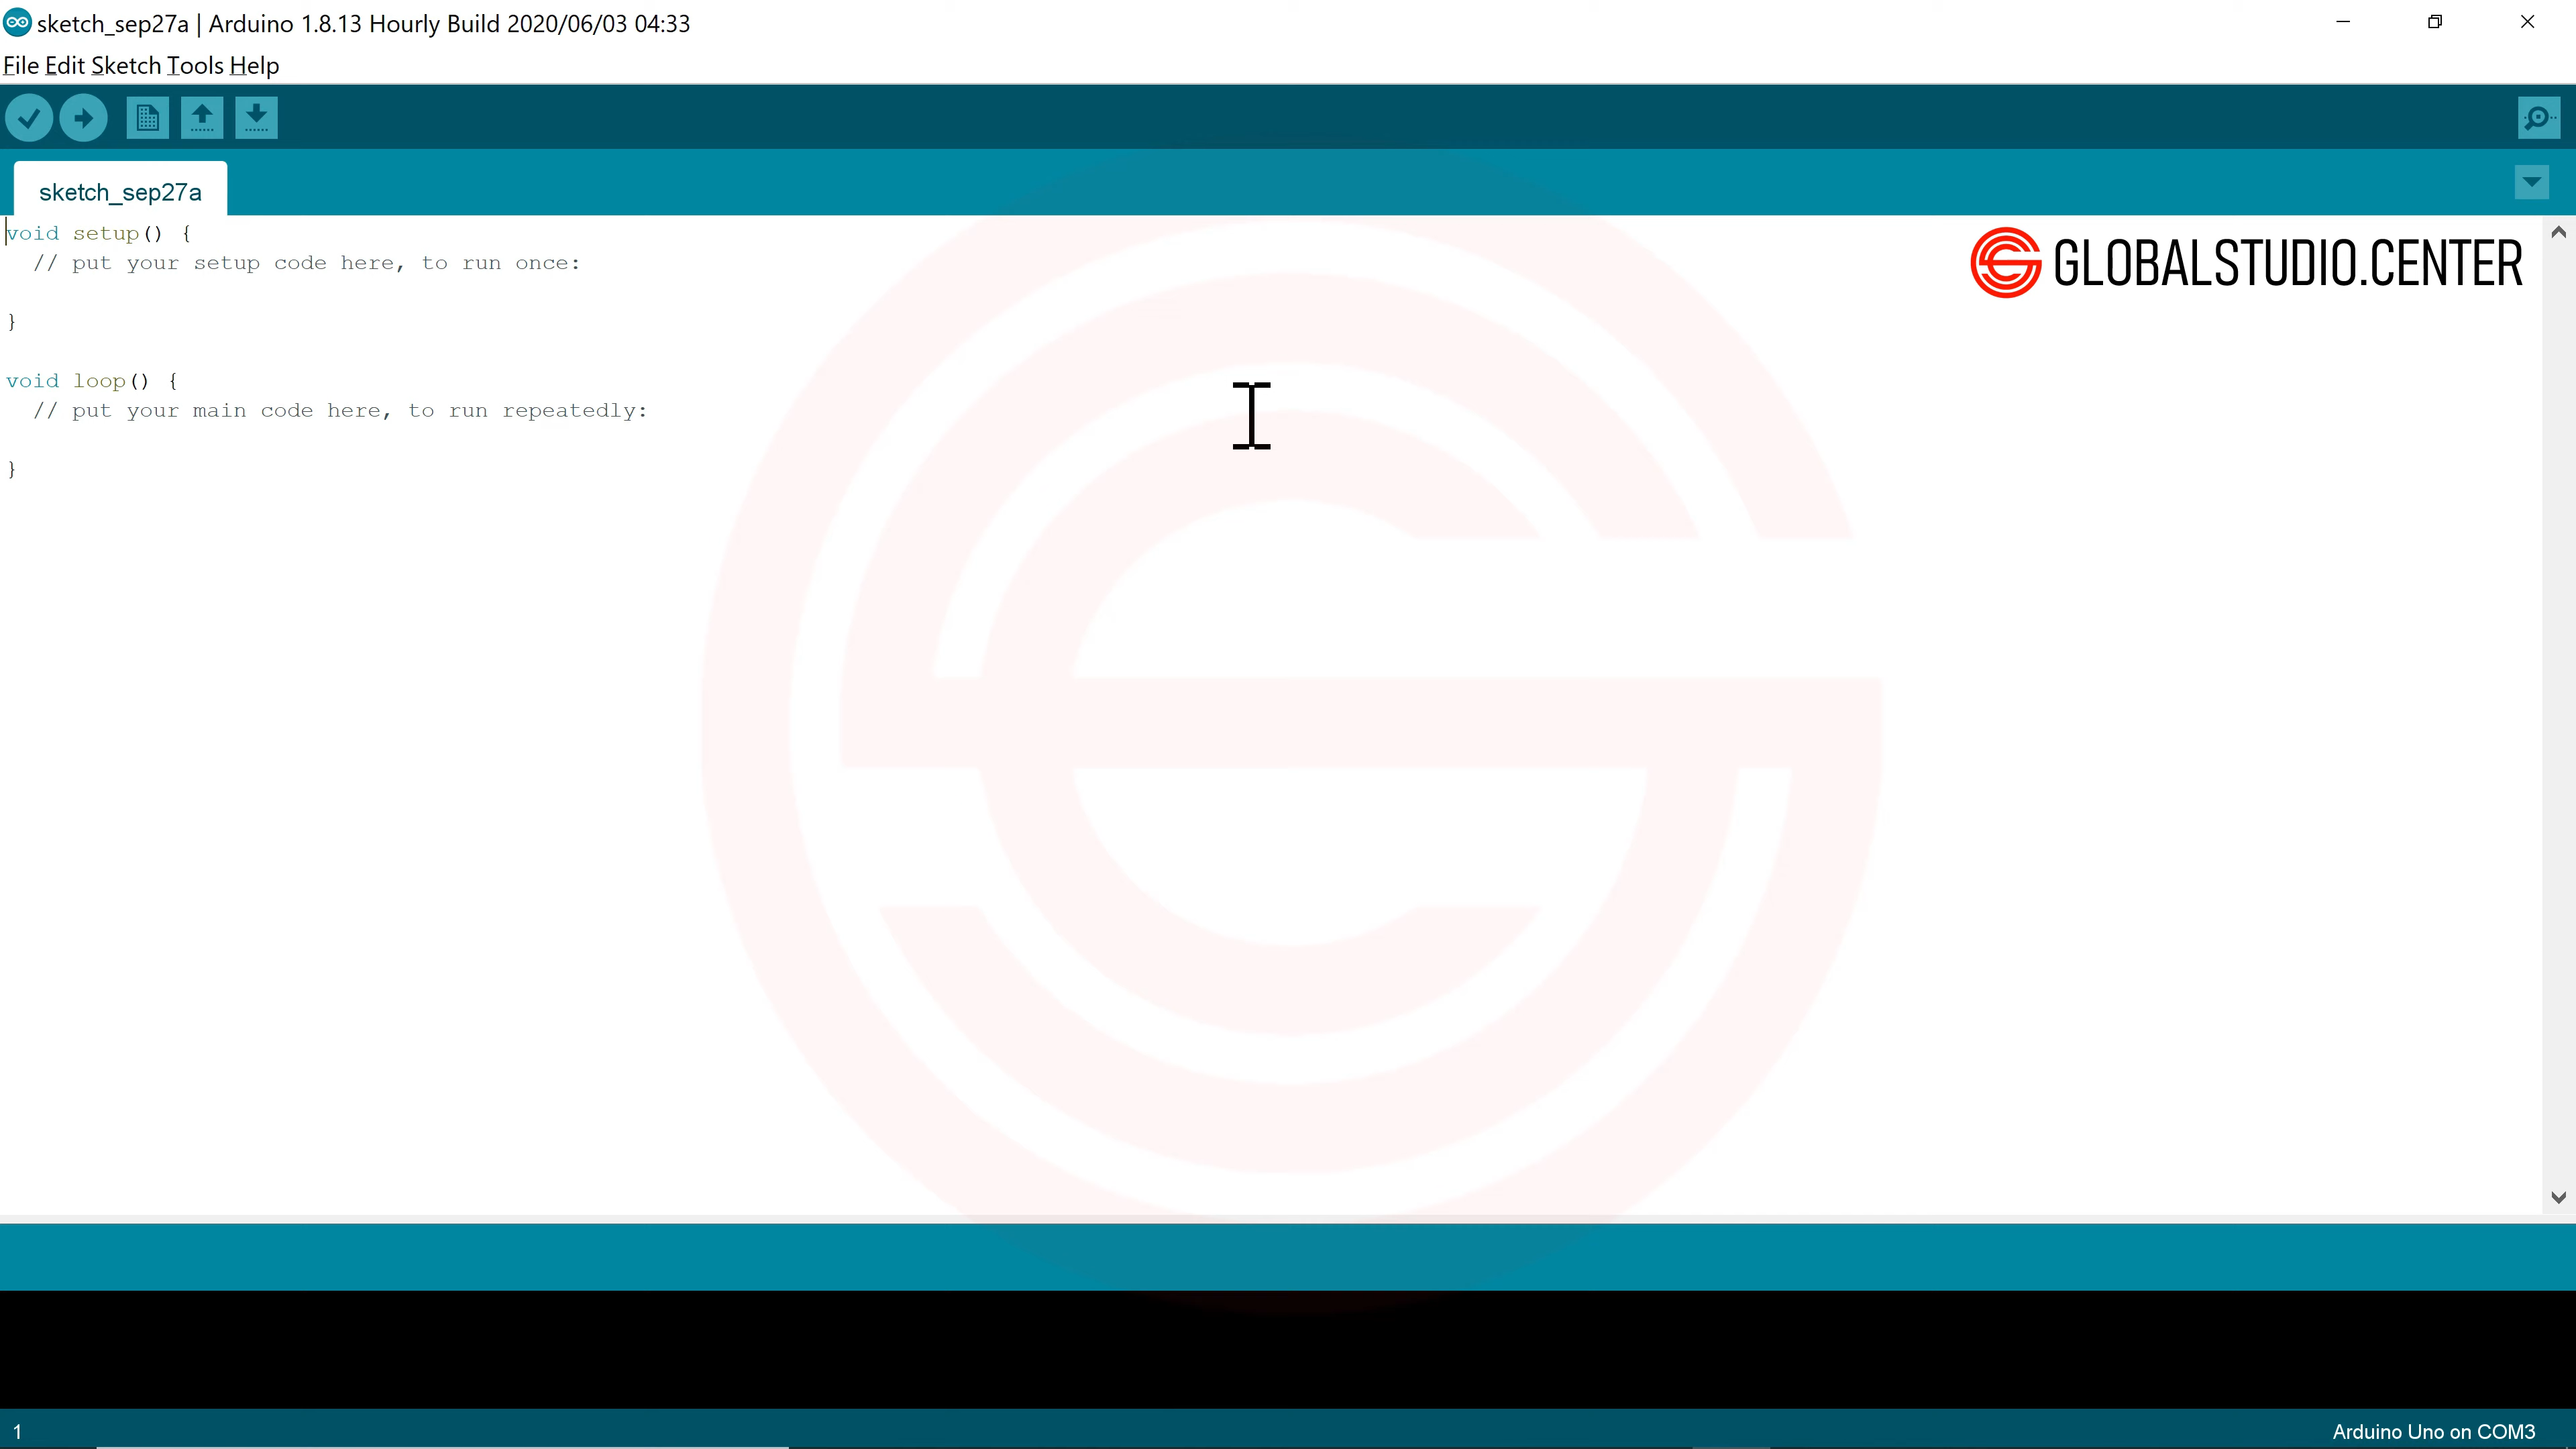 sketch_sep27a | Arduino 1.8.13 Hourly Build 2020/06/03 04:33
File Edit Sketch Tools Help
sketch_sep27a
void setup() {
  // put your setup code here, to run once:
}
void loop() {
  // put your main code here, to run repeatedly:
}
GLOBALSTUDIO.CENTER
1
Arduino Uno on COM3